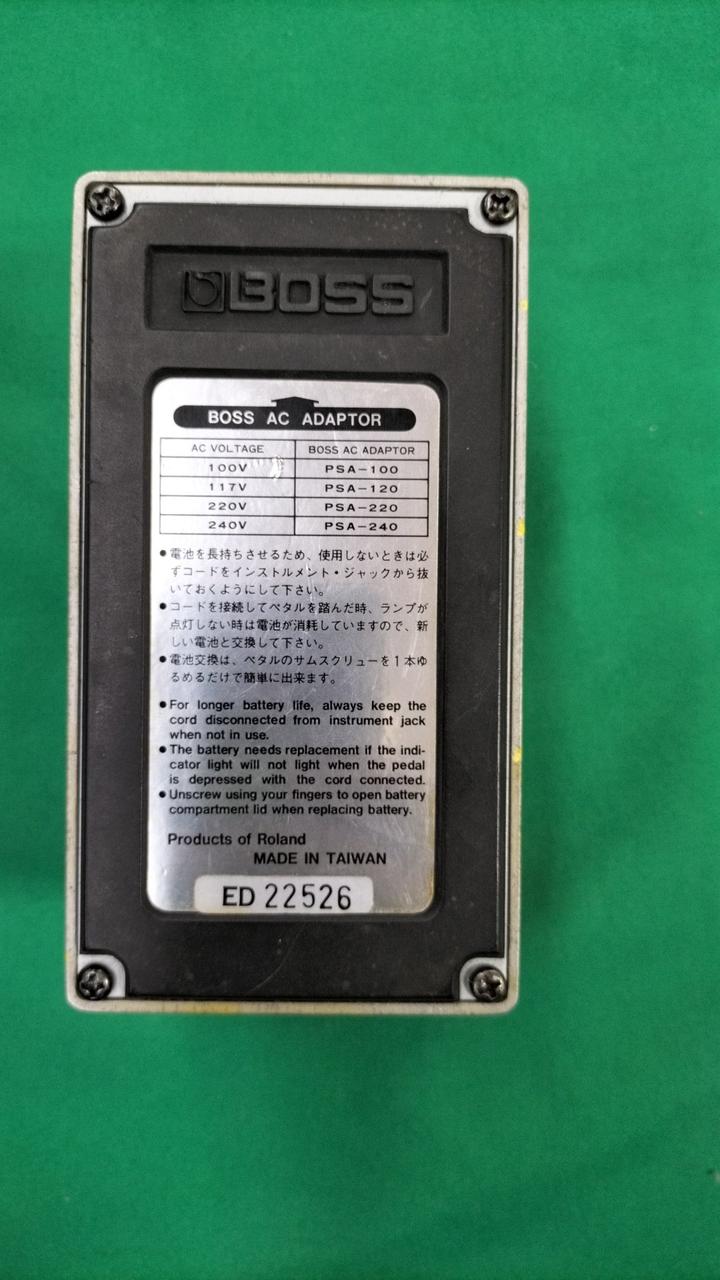 BOSS
BOSS AC ADAPTOR
AC VOLTAGE BOSS AC ADAPTOR
100V PSA-100
117V PSA-120
220V PSA-220
240V PSA-240
●電池を長持ちさせるため、使用しないときは必
ずコードをインストルメント・ジャックから抜
いておくようにして下さい。
●コードを接続してペタルを踏んだ時、ランプが
点灯しない時は電池が消耗していますので、新
しい電池と交換して下さい。
●電池交換は、ペタルのサムスクリューを1本ゆ
るめるだけで簡単に出来ます。
●For longer battery life, always keep the
cord disconnected from instrument jack
when not in use.
●The battery needs replacement if the indi-
cator light will not light when the pedal
is depressed with the cord connected.
●Unscrew using your fingers to open battery
compartment lid when replacing battery.
Products of Roland
MADE IN TAIWAN
ED 22526